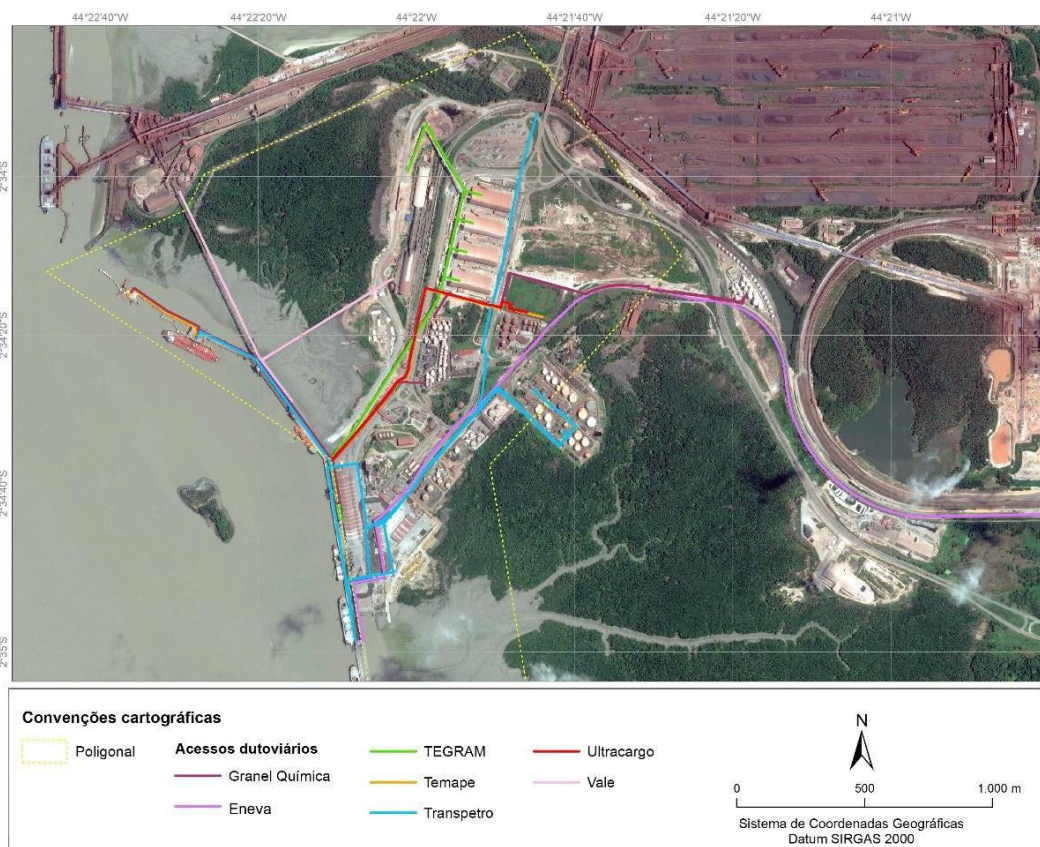 44°22'40"W 44°22'20"W 44°22'W 44°21'40"W 44°21'20"W 44°21'W
2°34'S
2°34'20"S
2°34'40"S
2°35'S
Convenções cartográficas
Poligonal
Acessos dutoviários
Granel Química
Eneva
TEGRAM
Temape
Transpetro
Ultracargo
Vale
N
0 500 1.000 m
Sistema de Coordenadas Geográficas
Datum SIRGAS 2000